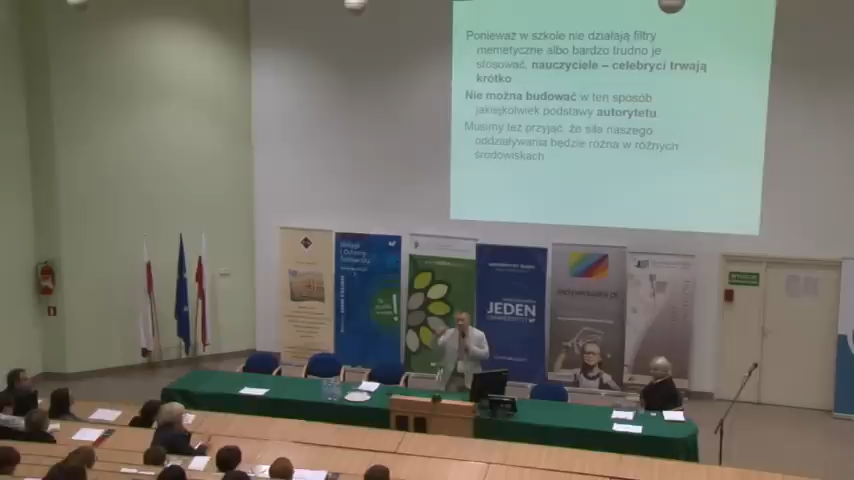 Ponieważ w szkole nie działają filtry
memetyczne albo bardzo trudno je
stosować, nauczyciele – celebryci trwają
krótko
Nie można budować w ten sposób
jakiejkolwiek podstawy autorytetu
Musimy też przyjąć, że siła naszego
oddziaływania będzie różna w różnych
środowiskach
JEDEN